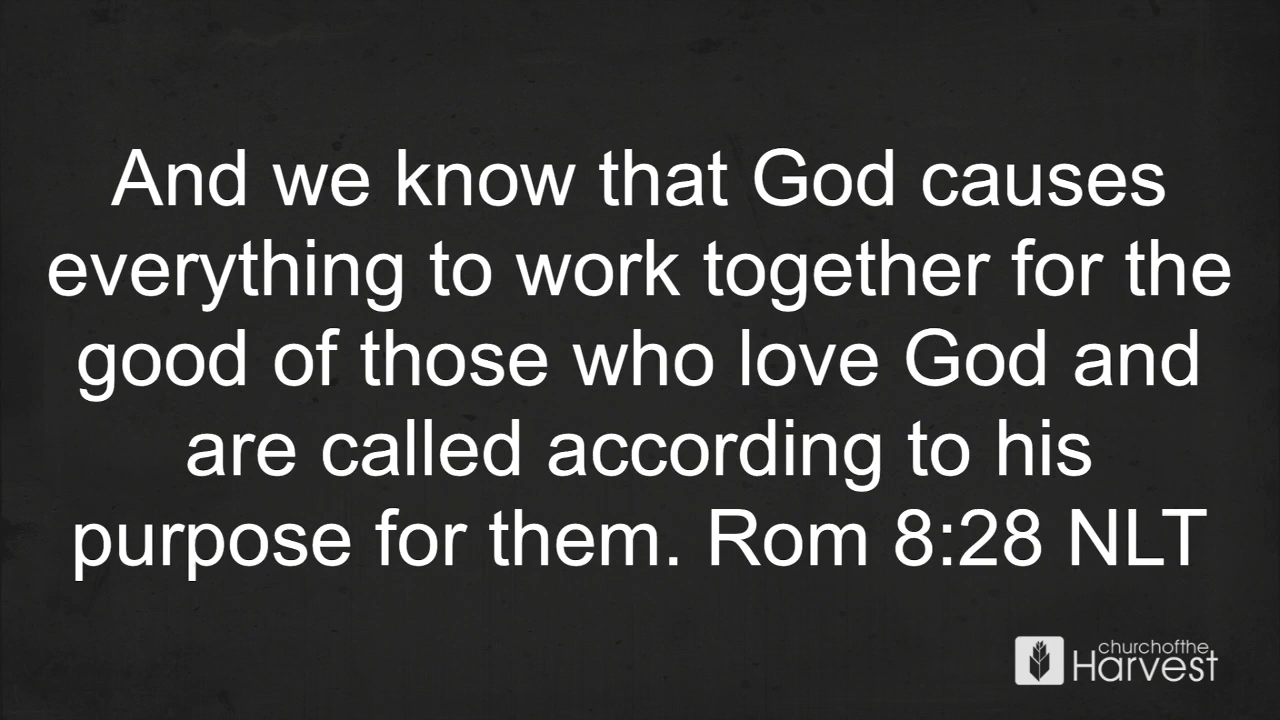 And we know that God causes
everything to work together for the
good of those who love God and
are called according to his
purpose for them. Rom 8:28 NLT
churchofthe
Harvest